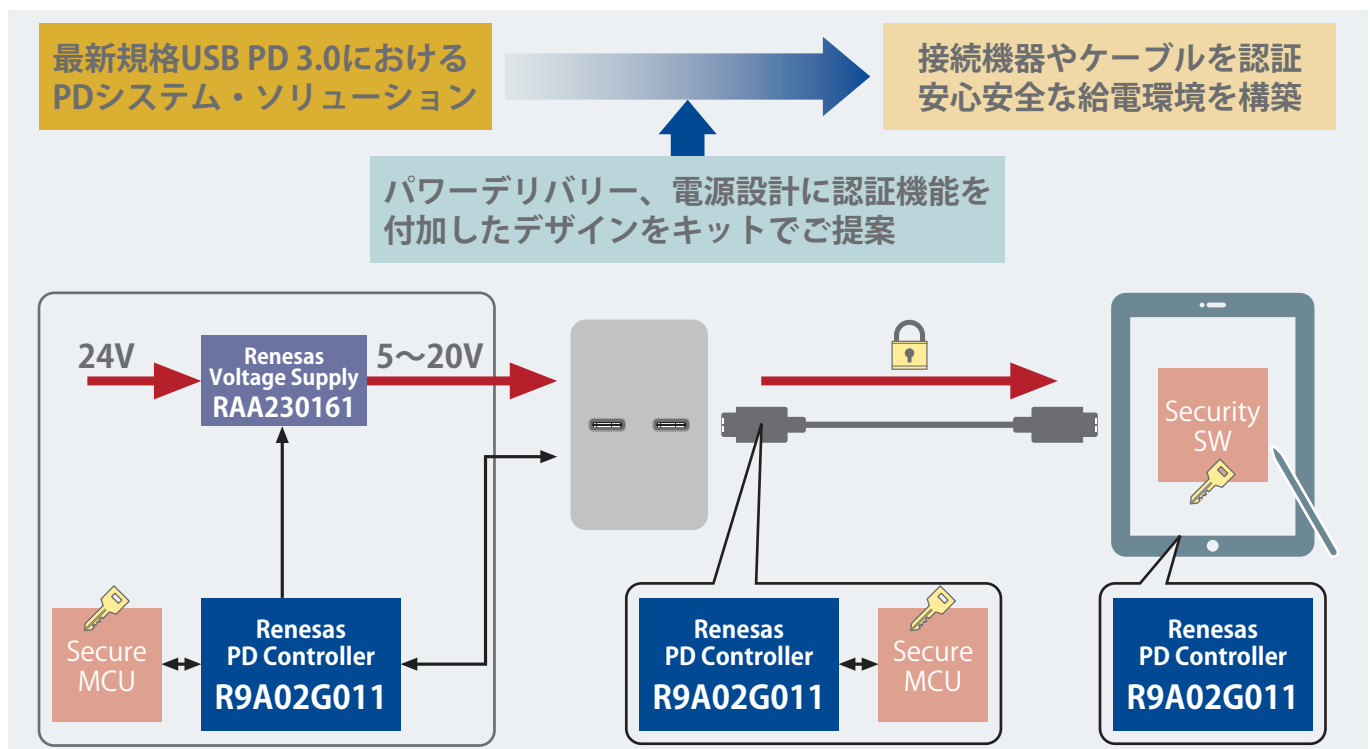 最新規格USB PD 3.0における
PDシステム・ソリューション
接続機器やケーブルを認証
安心安全な給電環境を構築
パワーデリバリー、電源設計に認証機能を
付加したデザインをキットでご提案
24V
Renesas
Voltage Supply
RAA230161
5～20V
Security
SW
Secure
MCU
Renesas
PD Controller
R9A02G011
Renesas
PD Controller
R9A02G011
Secure
MCU
Renesas
PD Controller
R9A02G011